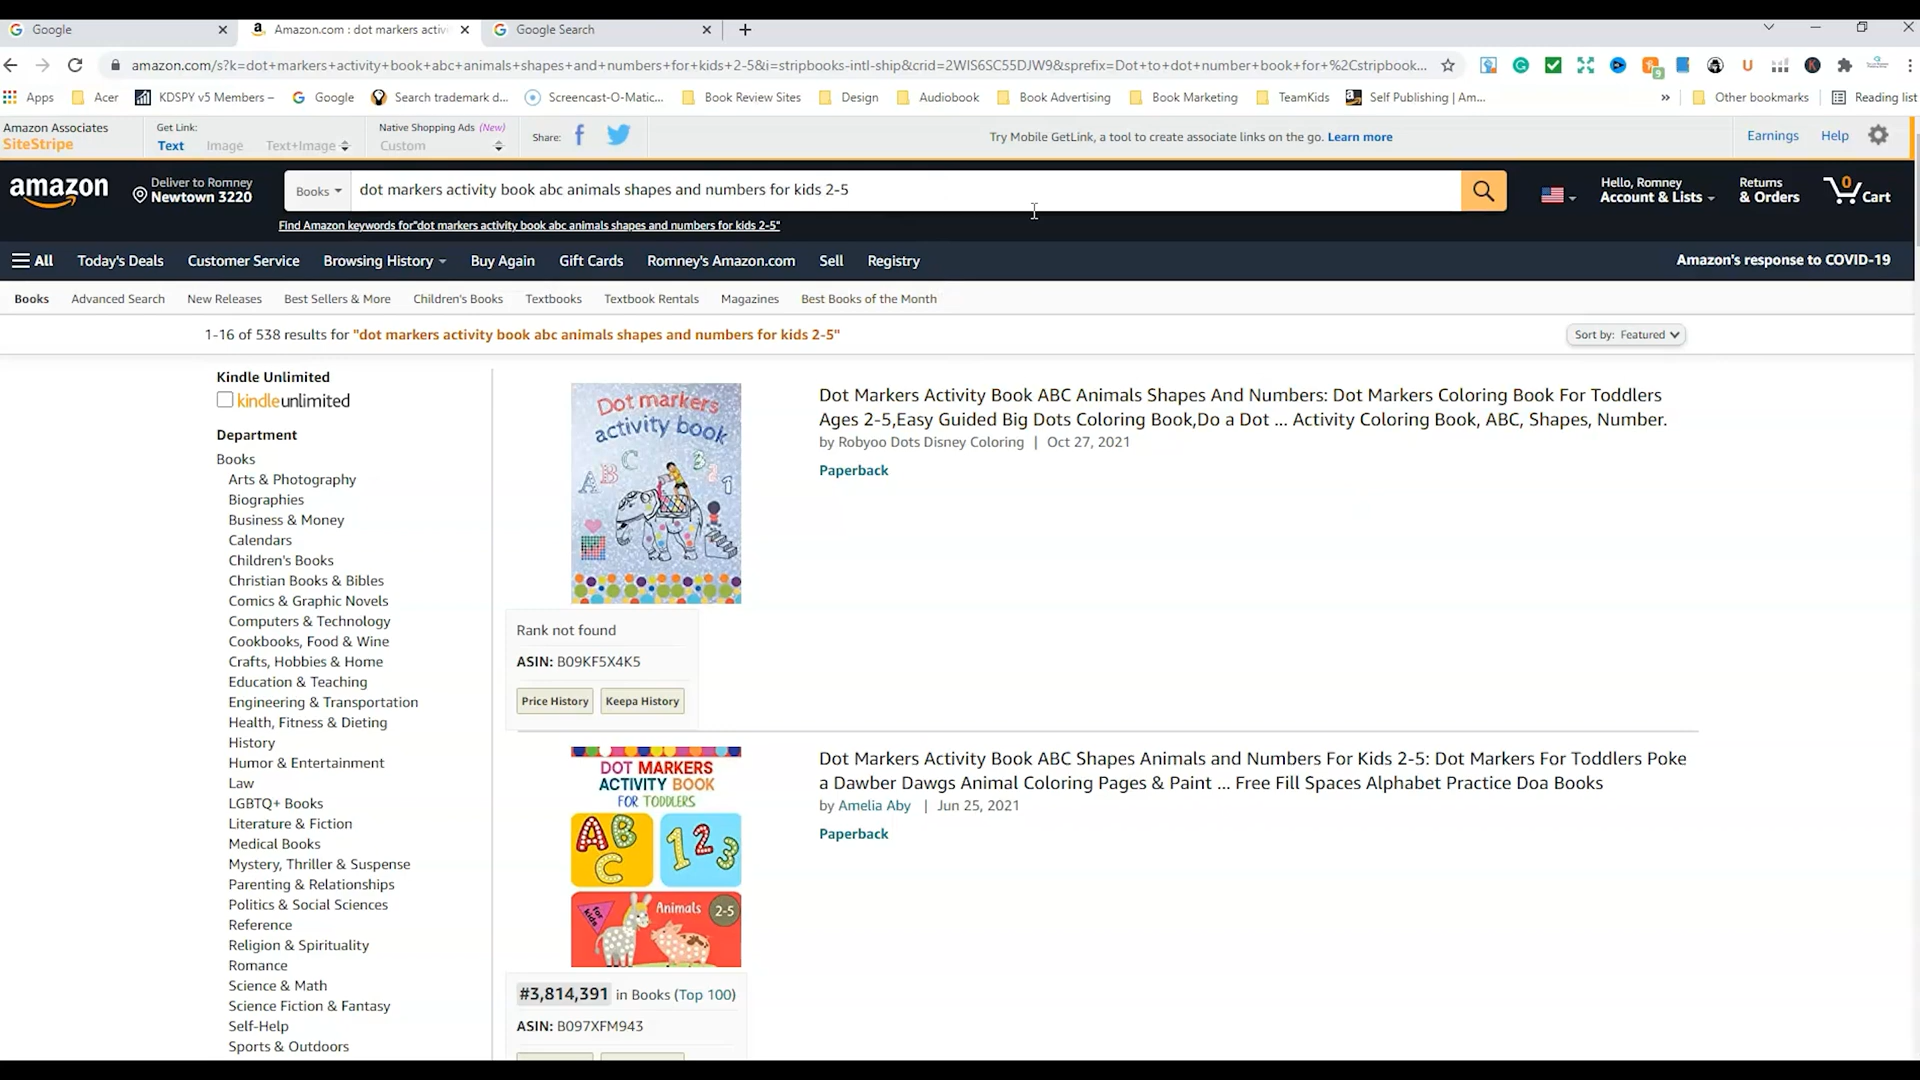 Google
Amazon.com : dot markers activ
Google Search
amazon.com/s?k=dot+markers+activity+book+abc+animals+shapes+and+numbers+for+kids+2-5&i=stripbooks-intl-ship&crid=2WIS6SC55DJW9&sprefix=Dot+to+dot+number+book+for+%2Cstripbook...
Apps
Acer
KDSPY v5 Members –
Google
Search trademark d...
Screencast-O-Matic...
Book Review Sites
Design
Audiobook
Book Advertising
Book Marketing
TeamKids
Self Publishing | Am...
»
Other bookmarks
Reading list
Amazon Associates
SiteStripe
Get Link:
Text Image Text+Image
Native Shopping Ads (New)
Custom
Share:
Try Mobile GetLink, a tool to create associate links on the go. Learn more
Earnings Help
amazon
Deliver to Romney
Newtown 3220
Books
dot markers activity book abc animals shapes and numbers for kids 2-5
Hello, Romney
Account & Lists
Returns
& Orders
0
Cart
Find Amazon keywords for"dot markers activity book abc animals shapes and numbers for kids 2-5"
All Today's Deals Customer Service Browsing History Buy Again Gift Cards Romney's Amazon.com Sell Registry
Amazon's response to COVID-19
Books Advanced Search New Releases Best Sellers & More Children's Books Textbooks Textbook Rentals Magazines Best Books of the Month
1-16 of 538 results for "dot markers activity book abc animals shapes and numbers for kids 2-5"
Sort by: Featured
Kindle Unlimited
kindleunlimited
Department
Books
Arts & Photography
Biographies
Business & Money
Calendars
Children's Books
Christian Books & Bibles
Comics & Graphic Novels
Computers & Technology
Cookbooks, Food & Wine
Crafts, Hobbies & Home
Education & Teaching
Engineering & Transportation
Health, Fitness & Dieting
History
Humor & Entertainment
Law
LGBTQ+ Books
Literature & Fiction
Medical Books
Mystery, Thriller & Suspense
Parenting & Relationships
Politics & Social Sciences
Reference
Religion & Spirituality
Romance
Science & Math
Science Fiction & Fantasy
Self-Help
Sports & Outdoors
Dot markers
activity book
A B C
3 2 1
Dot Markers Activity Book ABC Animals Shapes And Numbers: Dot Markers Coloring Book For Toddlers
Ages 2-5,Easy Guided Big Dots Coloring Book,Do a Dot ... Activity Coloring Book, ABC, Shapes, Number.
by Robyoo Dots Disney Coloring | Oct 27, 2021
Paperback
Rank not found
ASIN: B09KF5X4K5
Price History Keepa History
DOT MARKERS
ACTIVITY BOOK
FOR TODDLERS
AB
C
123
for kids
Animals
2-5
Dot Markers Activity Book ABC Shapes Animals and Numbers For Kids 2-5: Dot Markers For Toddlers Poke
a Dawber Dawgs Animal Coloring Pages & Paint ... Free Fill Spaces Alphabet Practice Doa Books
by Amelia Aby | Jun 25, 2021
Paperback
#3,814,391 in Books (Top 100)
ASIN: B097XFM943